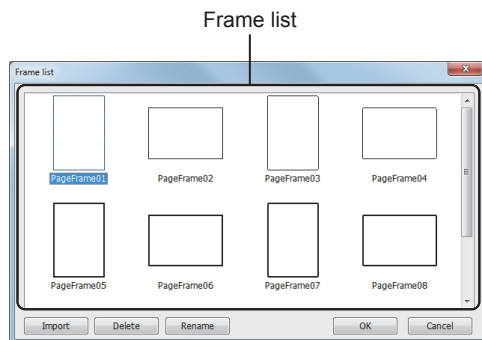 Frame list
Frame list
PageFrame01 PageFrame02 PageFrame03 PageFrame04
PageFrame05 PageFrame06 PageFrame07 PageFrame08
Import Delete Rename OK Cancel